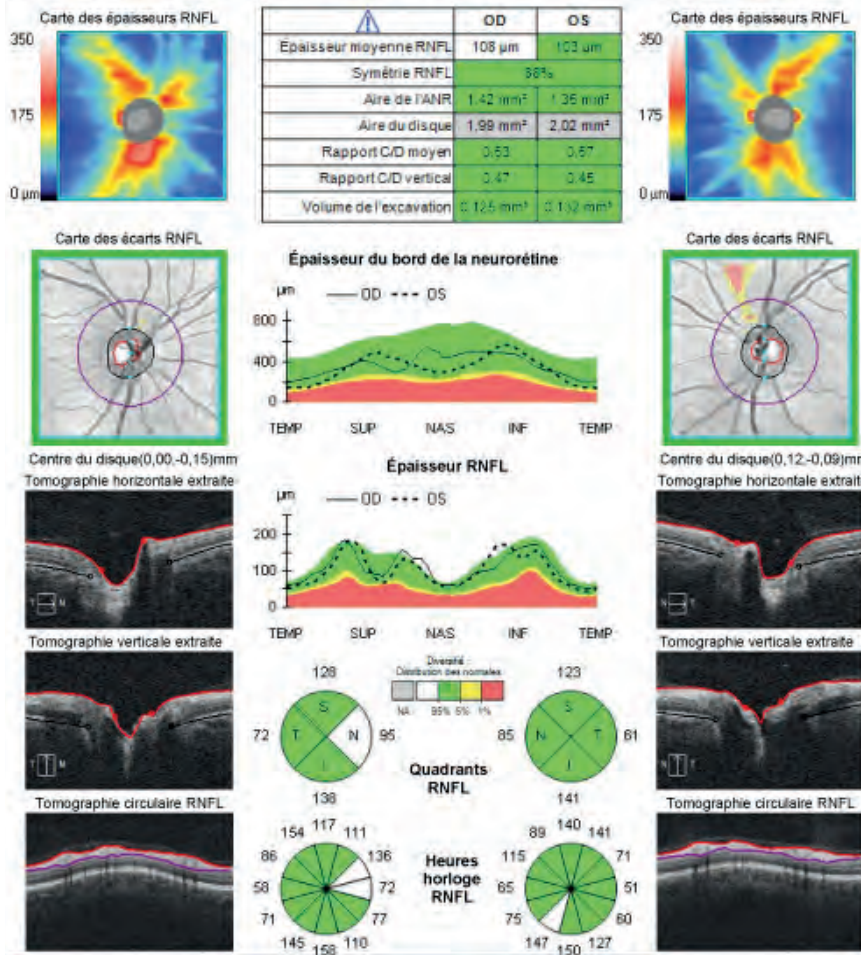 Carte des épaisseurs RNFL
350
175
0 µm
OD OS
Épaisseur moyenne RNFL 108 µm 103 µm
Symétrie RNFL
Aire de l'ANR 1,42 mm² 1,35 mm²
Aire du disque 1,99 mm² 2,02 mm²
Rapport C/D moyen 0,53 0,57
Rapport C/D vertical 0,47 0,45
Volume de l'excavation 0,125 mm³ 0,132 mm³
Carte des épaisseurs RNFL
350
175
0 µm
Carte des écarts RNFL
Centre du disque(0,00,-0,15)mm
Épaisseur du bord de la neurorétine
µm OD OS
800
400
0
TEMP SUP NAS INF TEMP
Carte des écarts RNFL
Centre du disque(0,12,-0,09)mm
Tomographie horizontale extraite
T N
Épaisseur RNFL
µm OD OS
200
100
0
TEMP SUP NAS INF TEMP
Tomographie horizontale extraite
T N
Tomographie verticale extraite
T N
128
72 S T N I 95
138
Diversité :
Distribution des normales
NA 95% 5% 1%
Quadrants
RNFL
123
85 S N T I 61
141
Tomographie verticale extraite
T N
Tomographie circulaire RNFL
117
154 111
86 136
58 72
71 77
145 110
158
Heures
horloge
RNFL
140
89 141
115 71
65 51
75 60
147 127
150
Tomographie circulaire RNFL